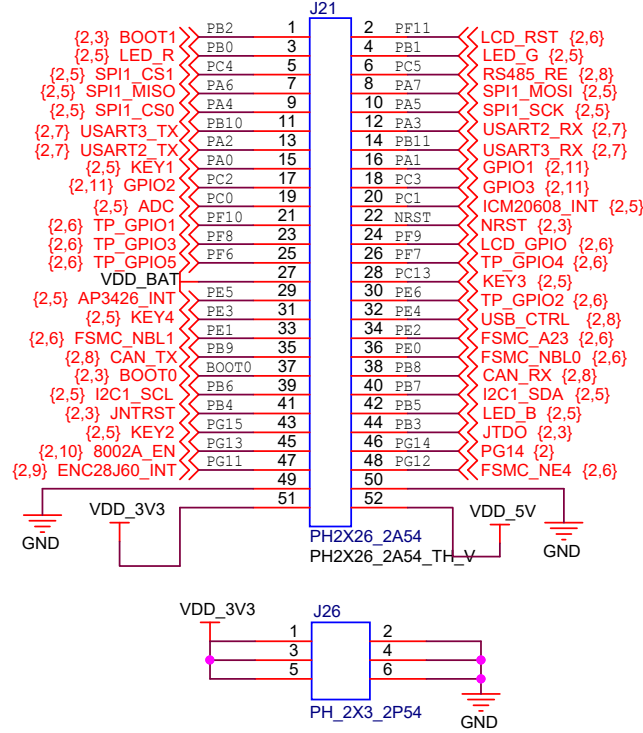 J21
{2,3} BOOT1 PB2 1 2 PF11 LCD_RST {2,6}
{2,5} LED_R PB0 3 4 PB1 LED_G {2,5}
{2,5} SPI1_CS1 PC4 5 6 PC5 RS485_RE {2,8}
{2,5} SPI1_MISO PA6 7 8 PA7 SPI1_MOSI {2,5}
{2,5} SPI1_CS0 PA4 9 10 PA5 SPI1_SCK {2,5}
{2,7} USART3_TX PB10 11 12 PA3 USART2_RX {2,7}
{2,7} USART2_TX PA2 13 14 PB11 USART3_RX {2,7}
{2,5} KEY1 PA0 15 16 PA1 GPIO1 {2,11}
{2,11} GPIO2 PC2 17 18 PC3 GPIO3 {2,11}
{2,5} ADC PC0 19 20 PC1 ICM20608_INT {2,5}
{2,6} TP_GPIO1 PF10 21 22 NRST NRST {2,3}
{2,6} TP_GPIO3 PF8 23 24 PF9 LCD_GPIO {2,6}
{2,6} TP_GPIO5 PF6 25 26 PF7 TP_GPIO4 {2,6}
VDD_BAT 27 28 PC13 KEY3 {2,5}
{2,5} AP3426_INT PE5 29 30 PE6 TP_GPIO2 {2,6}
{2,5} KEY4 PE3 31 32 PE4 USB_CTRL {2,8}
{2,6} FSMC_NBL1 PE1 33 34 PE2 FSMC_A23 {2,6}
{2,8} CAN_TX PB9 35 36 PE0 FSMC_NBL0 {2,6}
{2,3} BOOT0 BOOT0 37 38 PB8 CAN_RX {2,8}
{2,5} I2C1_SCL PB6 39 40 PB7 I2C1_SDA {2,5}
{2,3} JNTRST PB4 41 42 PB5 LED_B {2,5}
{2,5} KEY2 PG15 43 44 PB3 JTDO {2,3}
{2,10} 8002A_EN PG13 45 46 PG14 PG14 {2}
{2,9} ENC28J60_INT PG11 47 48 PG12 FSMC_NE4 {2,6}
49 50
51 52
VDD_3V3 VDD_5V
GND GND
PH2X26_2A54
PH2X26_2A54_TH_V
VDD_3V3 J26
1 2
3 4
5 6
PH_2X3_2P54
GND